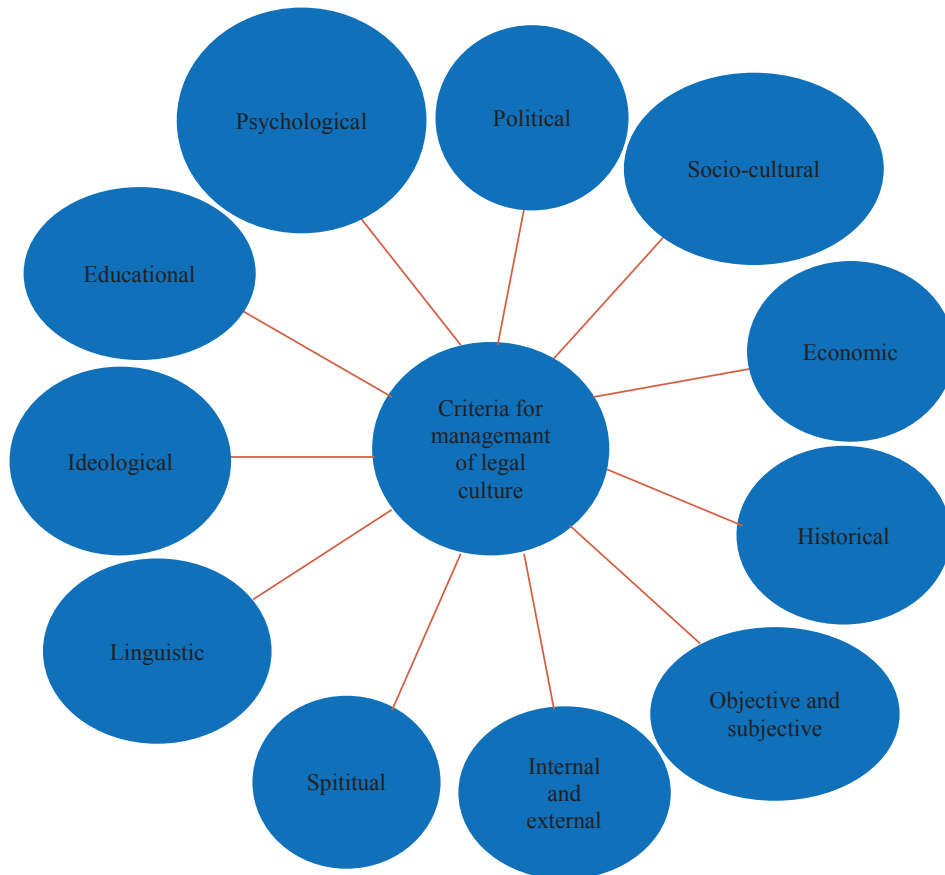 Psychological
Political
Socio-cultural
Educational
Economic
Criteria for
managemant
of legal
culture
Ideological
Historical
Linguistic
Objective and
subjective
Spititual
Internal
and
external